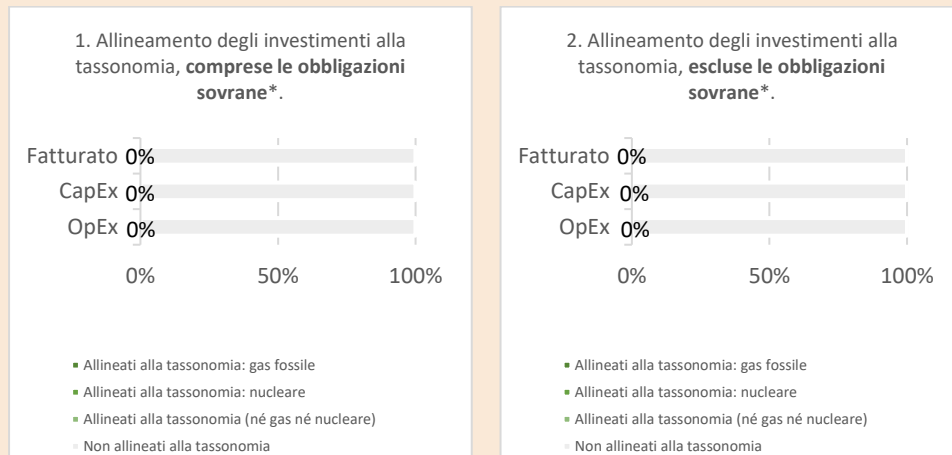 1. Allineamento degli investimenti alla
tassonomia, comprese le obbligazioni
sovrane*.
Fatturato 0%
CapEx 0%
OpEx 0%
0% 50% 100%
Allineati alla tassonomia: gas fossile
Allineati alla tassonomia: nucleare
Allineati alla tassonomia (né gas né nucleare)
Non allineati alla tassonomia
2. Allineamento degli investimenti alla
tassonomia, escluse le obbligazioni
sovrane*.
Fatturato 0%
CapEx 0%
OpEx 0%
0% 50% 100%
Allineati alla tassonomia: gas fossile
Allineati alla tassonomia: nucleare
Allineati alla tassonomia (né gas né nucleare)
Non allineati alla tassonomia